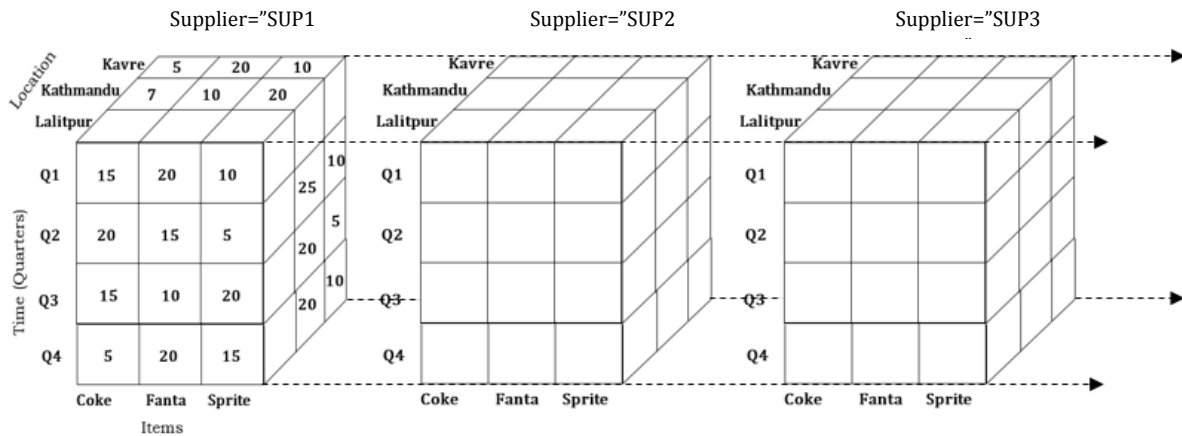 Supplier=”SUP1 Supplier=”SUP2 Supplier=”SUP3
”
Location
Kavre 5 20 10 Kavre Kavre
Kathmandu 7 10 20 Kathmandu Kathmandu
Lalitpur Lalitpur Lalitpur
Time (Quarters)
Q1 15 20 10 25 10 Q1 Q1
Q2 20 15 5 20 5 Q2 Q2
Q3 15 10 20 20 10 Q3 Q3
Q4 5 20 15 Q4 Q4
Coke Fanta Sprite Coke Fanta Sprite Coke Fanta Sprite
Items